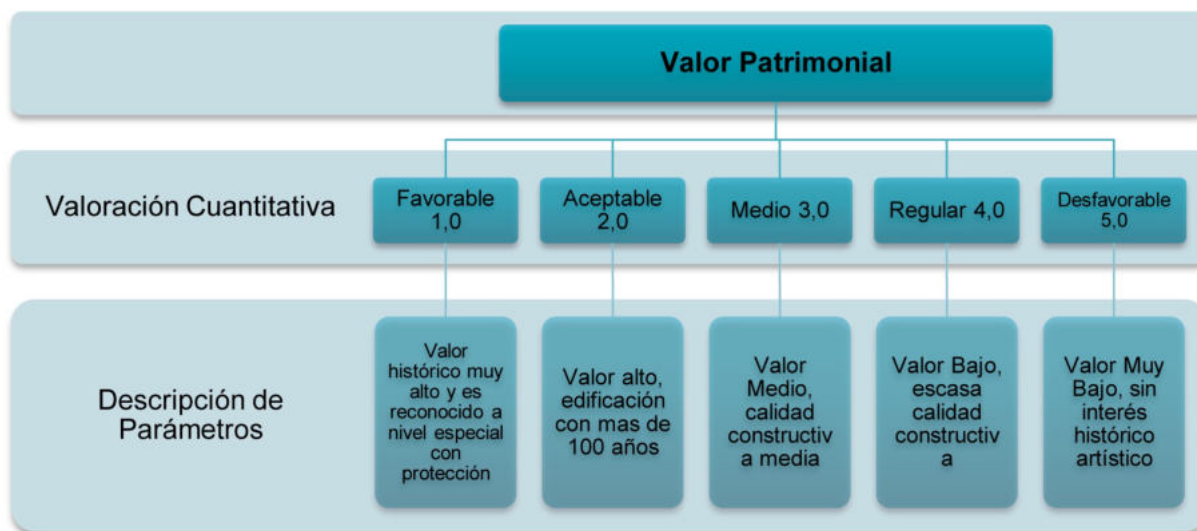 Valor Patrimonial
Valoración Cuantitativa
Favorable
1,0
Aceptable
2,0
Medio 3,0
Regular 4,0
Desfavorable
5,0
Descripción de
Parámetros
Valor
histórico muy
alto y es
reconocido a
nivel especial
con
protección
Valor alto,
edificación
con mas de
100 años
Valor
Medio,
calidad
constructiv
a media
Valor Bajo,
escasa
calidad
constructiv
a
Valor Muy
Bajo, sin
interés
histórico
artístico